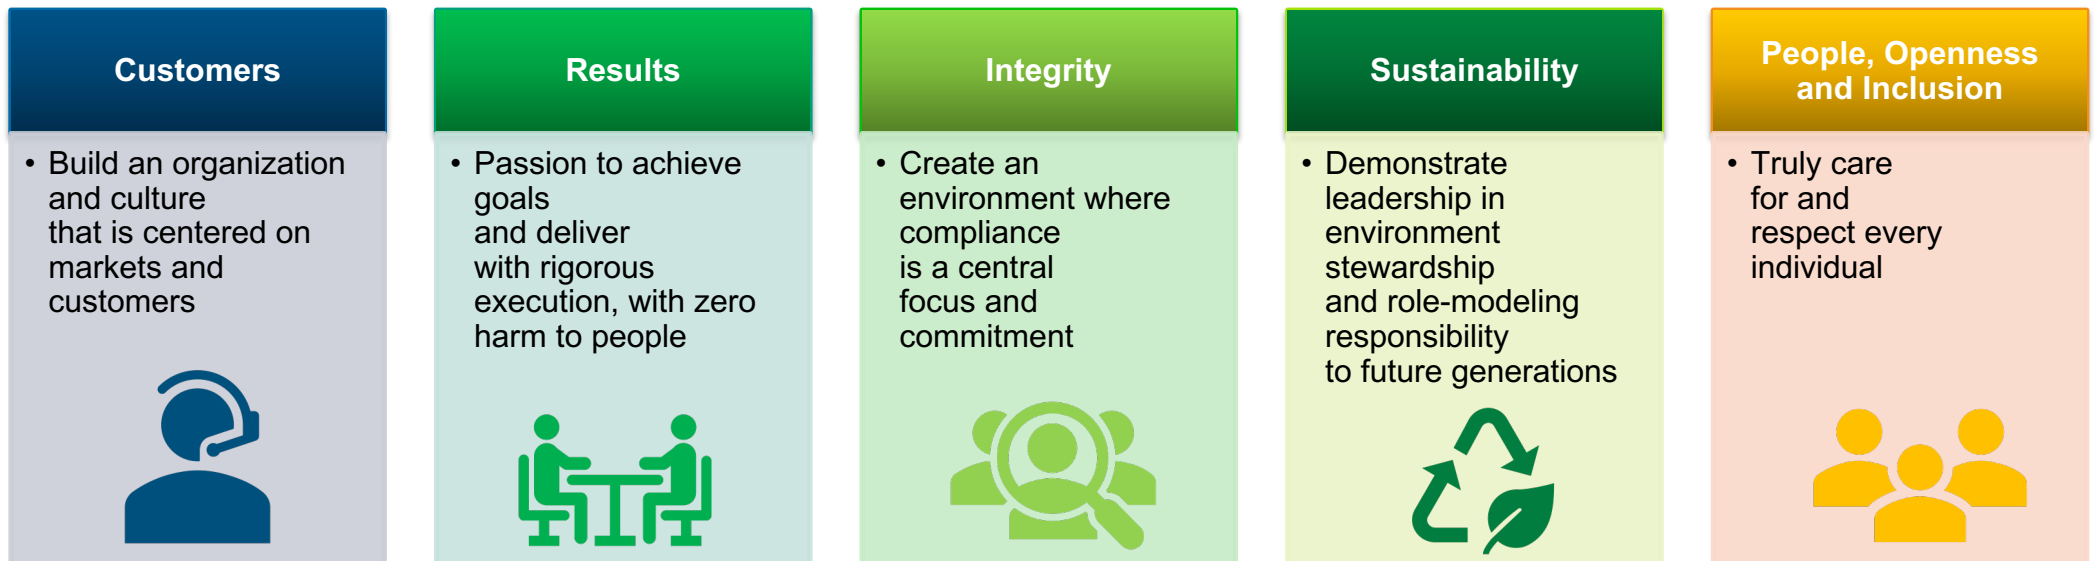 Customers
• Build an organization
and culture
that is centered on
markets and
customers
Results
• Passion to achieve
goals
and deliver
with rigorous
execution, with zero
harm to people
Integrity
• Create an
environment where
compliance
is a central
focus and
commitment
Sustainability
• Demonstrate
leadership in
environment
stewardship
and role-modeling
responsibility
to future generations
People, Openness
and Inclusion
• Truly care
for and
respect every
individual